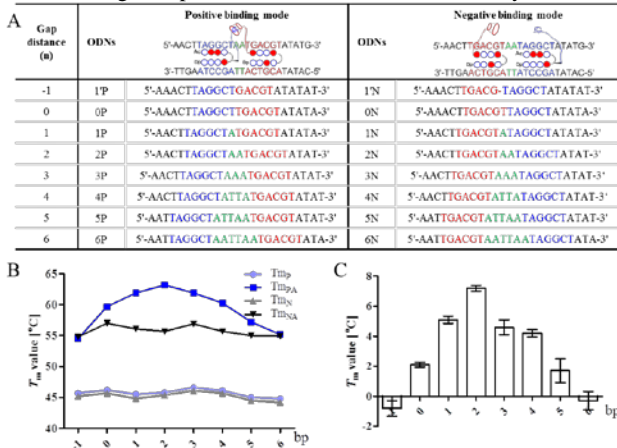 A
Gap distance (n) ODNs Positive binding mode ODNs Negative binding mode
5'-AACTTAGGCTAATGACGTATATG-3' 5'-AACTTGACGTAATAGGCTATATG-3'
3'-TTGAATCCGATTACTGCATATAC-5' 3'-TTGAACTGCATTATCCGATATAC-5'
-1 1'P 5'-AAACTTAGGCTGACGTATATAT-3' 1'N 5'-AAACTTGACG-TAGGCTATATAT-3'
0 0P 5'-AAACTTAGGCTTGACGTATATA-3' 0N 5'-AAACTTGACGTTAGGCTATATA-3'
1 1P 5'-AACTTAGGCTATGACGTATATA-3' 1N 5'-AACTTGACGTATAGGCTATATA-3'
2 2P 5'-AACTTAGGCTAATGACGTATAT-3' 2N 5'-AACTTGACGTAATAGGCTATAT-3'
3 3P 5'-AACTTAGGCTAAATGACGTATAT-3' 3N 5'-AACTTGACGTAAATAGGCTATAT-3'
4 4P 5'-AACTTAGGCTATTATGACGTATAT-3' 4N 5'-AACTTGACGTATTATAGGCTATAT-3'
5 5P 5'-AATTAGGCTATTAATGACGTATAT-3' 5N 5'-AATTGACGTATTAATAGGCTATAT-3'
6 6P 5'-AATTAGGCTAATTAATGACGTATA-3' 6N 5'-AATTGACGTAATTAATAGGCTATA-3'
B
Tm value [°C]
65
60
55
50
45
40
-1 0 1 2 3 4 5 6 bp
TmP
TmPA
TmN
TmNA
C
Tm value [°C]
8
6
4
2
0
-2
0 1 2 3 4 5 6 bp